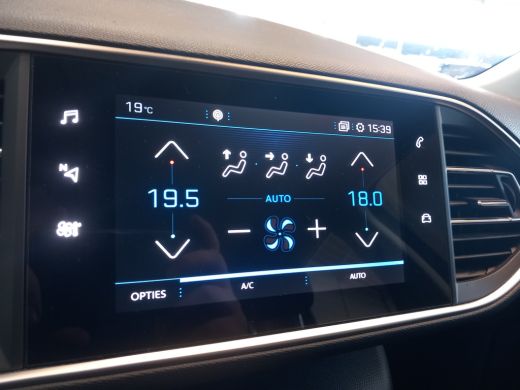 19°C
15:39
N
19.5
AUTO
18.0
OPTIES
A/C
AUTO